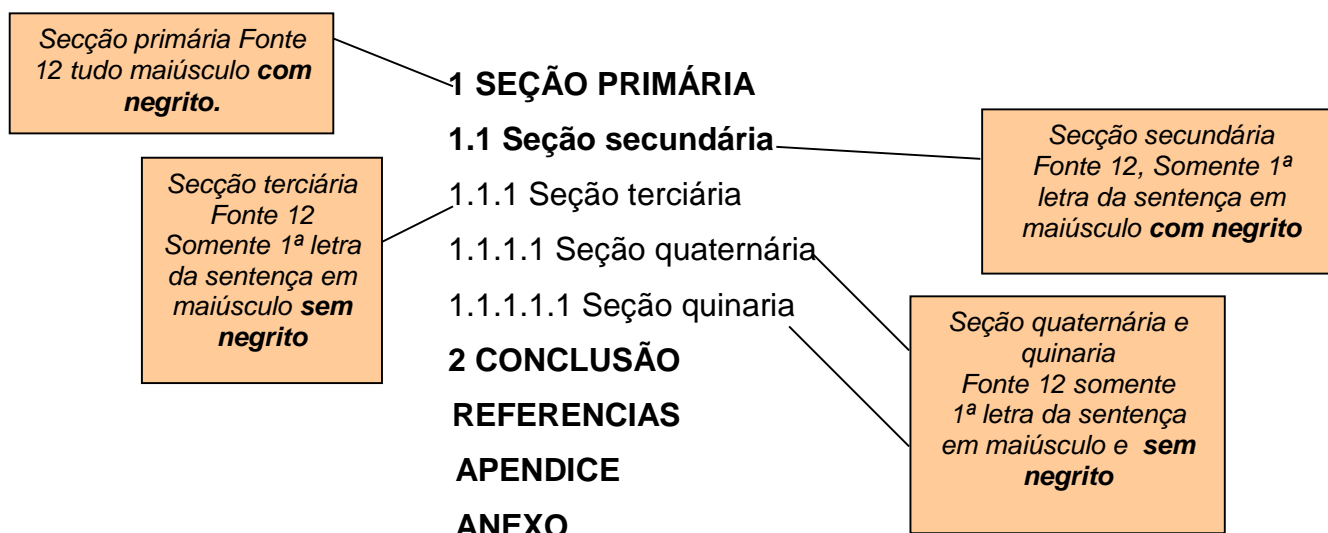 Secção primária Fonte
12 tudo maiúsculo com
negrito.
1 SEÇÃO PRIMÁRIA
1.1 Seção secundária
Secção secundária
Fonte 12, Somente 1ª
letra da sentença em
maiúsculo com negrito
Secção terciária
Fonte 12
Somente 1ª letra
da sentença em
maiúsculo sem
negrito
1.1.1 Seção terciária
1.1.1.1 Seção quaternária
1.1.1.1.1 Seção quinaria
Seção quaternária e
quinaria
Fonte 12 somente
1ª letra da sentença
em maiúsculo e sem
negrito
2 CONCLUSÃO
REFERENCIAS
APENDICE
ANEXO